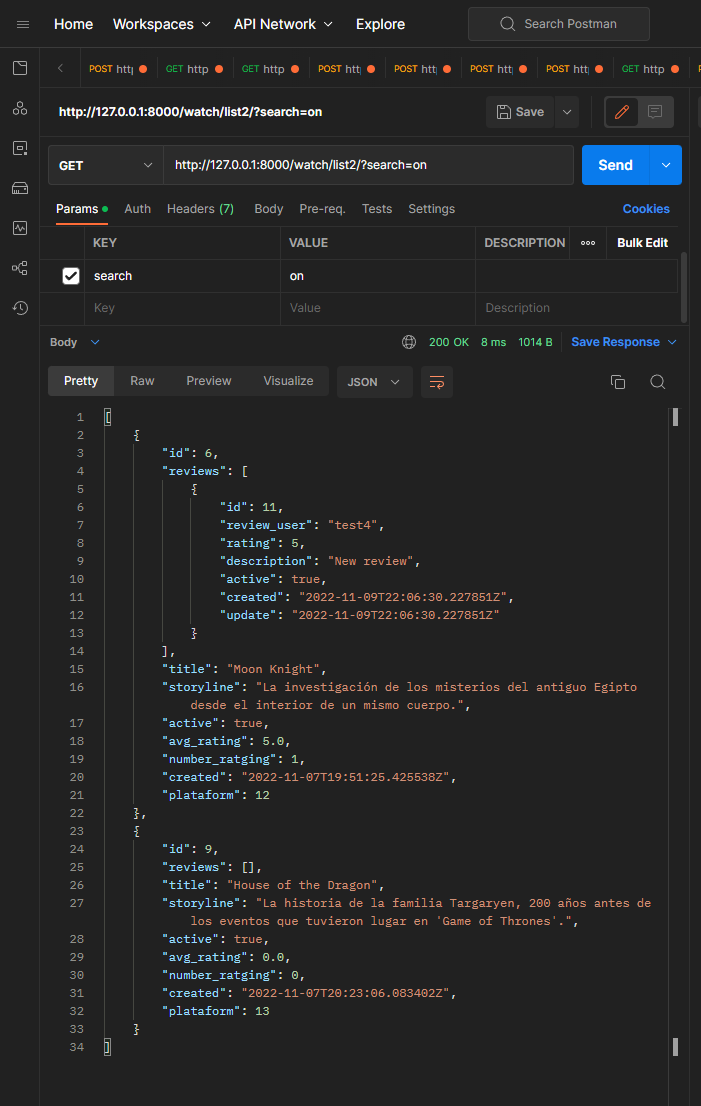 Home Workspaces API Network Explore Search Postman
POST http GET http GET http POST http POST http POST http POST http GET http
http://127.0.0.1:8000/watch/list2/?search=on Save
GET http://127.0.0.1:8000/watch/list2/?search=on Send
Params Auth Headers (7) Body Pre-req. Tests Settings Cookies
KEY VALUE DESCRIPTION Bulk Edit
search on
Key Value Description
Body 200 OK 8 ms 1014 B Save Response
Pretty Raw Preview Visualize JSON
1 [
2 {
3 "id": 6,
4 "reviews": [
5 {
6 "id": 11,
7 "review_user": "test4",
8 "rating": 5,
9 "description": "New review",
10 "active": true,
11 "created": "2022-11-09T22:06:30.227851Z",
12 "update": "2022-11-09T22:06:30.227851Z"
13 }
14 ],
15 "title": "Moon Knight",
16 "storyline": "La investigación de los misterios del antiguo Egipto
desde el interior de un mismo cuerpo.",
17 "active": true,
18 "avg_rating": 5.0,
19 "number_ratging": 1,
20 "created": "2022-11-07T19:51:25.425538Z",
21 "plataform": 12
22 },
23 {
24 "id": 9,
25 "reviews": [],
26 "title": "House of the Dragon",
27 "storyline": "La historia de la familia Targaryen, 200 años antes de
los eventos que tuvieron lugar en 'Game of Thrones'.",
28 "active": true,
29 "avg_rating": 0.0,
30 "number_ratging": 0,
31 "created": "2022-11-07T20:23:06.083402Z",
32 "plataform": 13
33 }
34 ]